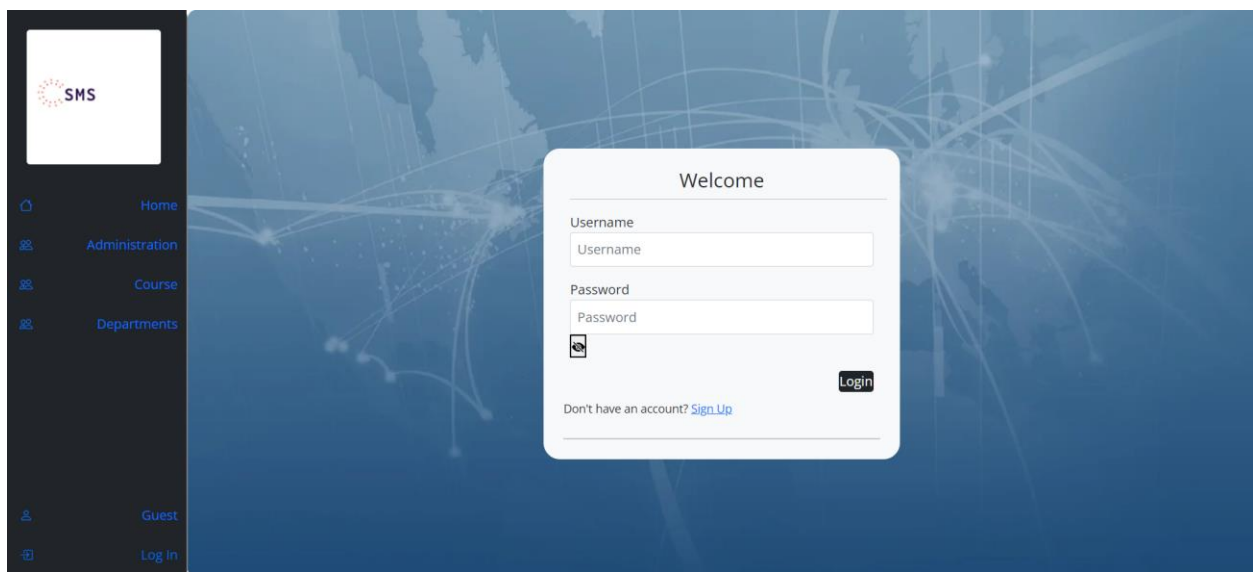 SMS
Home
Administration
Course
Departments
Guest
Log In
Welcome
Username
Username
Password
Password
Login
Don't have an account? Sign Up